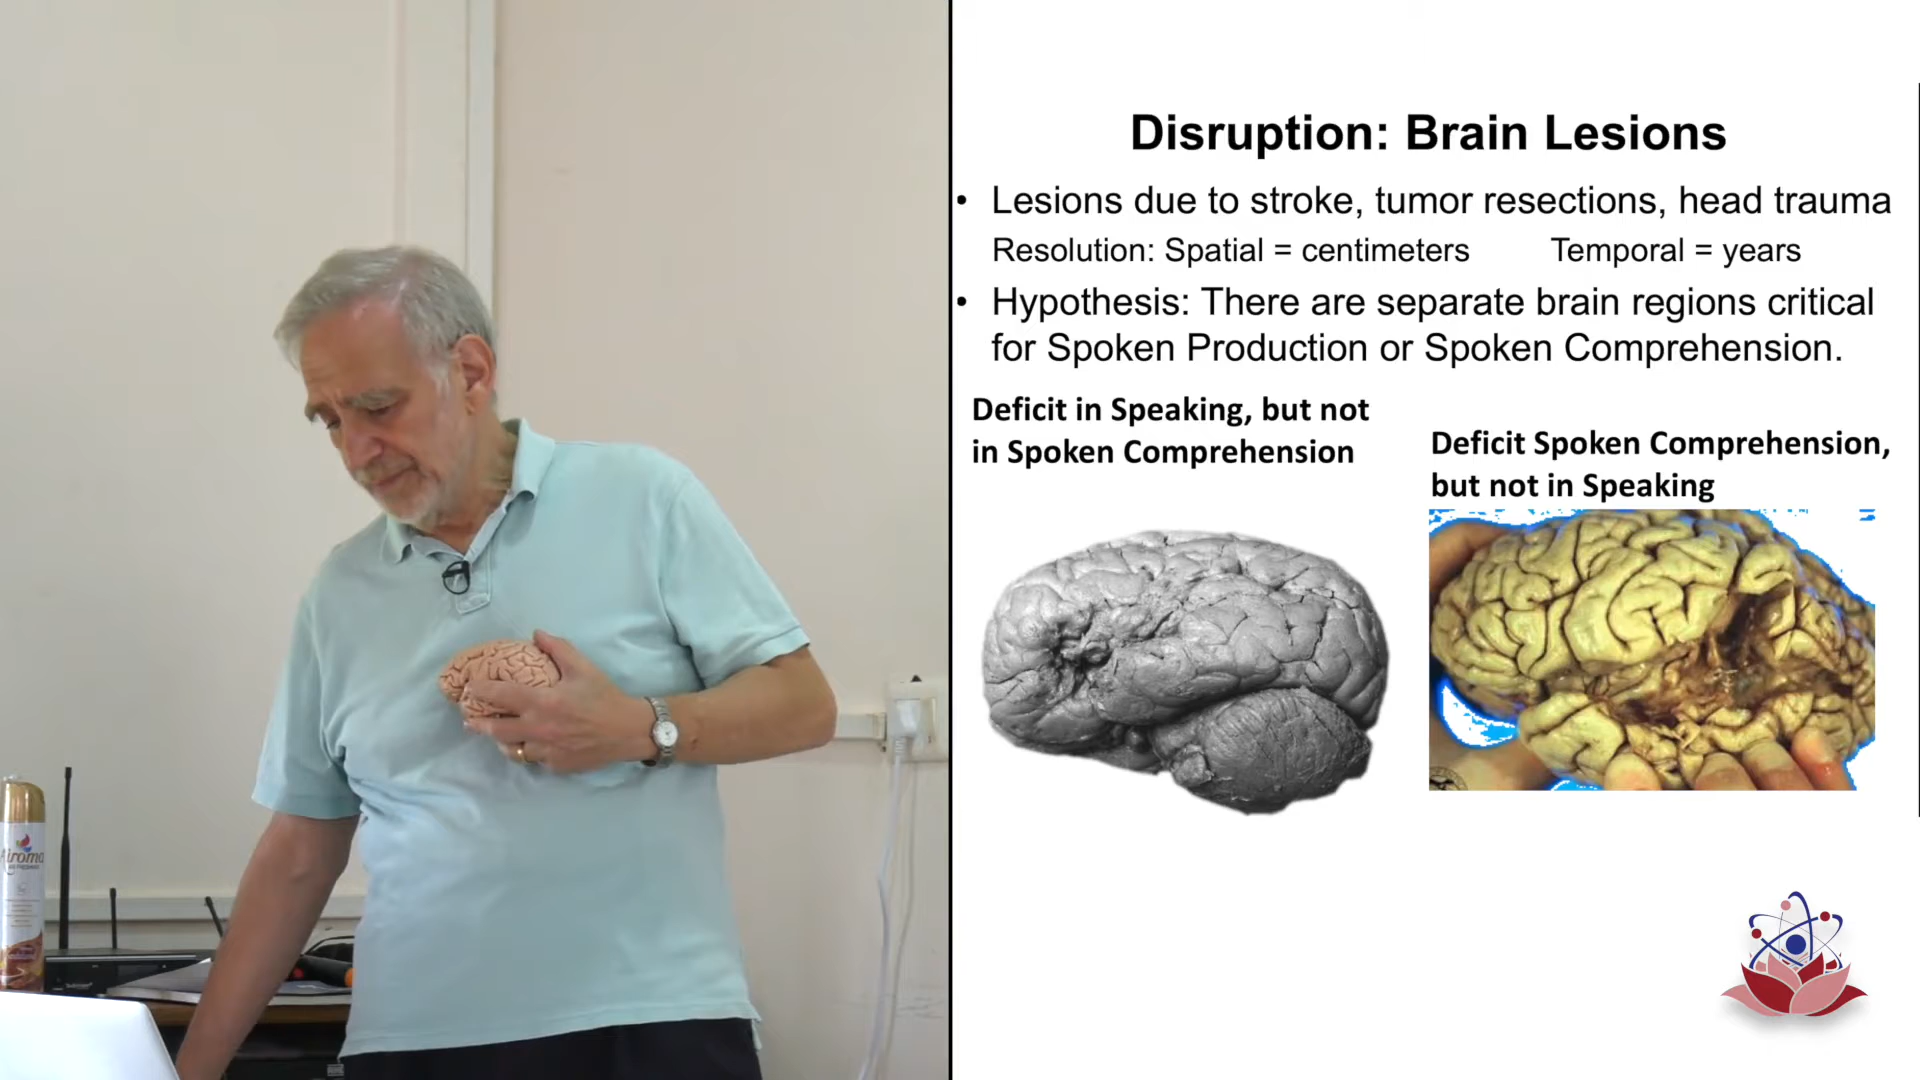 Disruption: Brain Lesions
• Lesions due to stroke, tumor resections, head trauma
Resolution: Spatial = centimeters Temporal = years
• Hypothesis: There are separate brain regions critical
for Spoken Production or Spoken Comprehension.
Deficit in Speaking, but not
in Spoken Comprehension
Deficit Spoken Comprehension,
but not in Speaking
Airoma